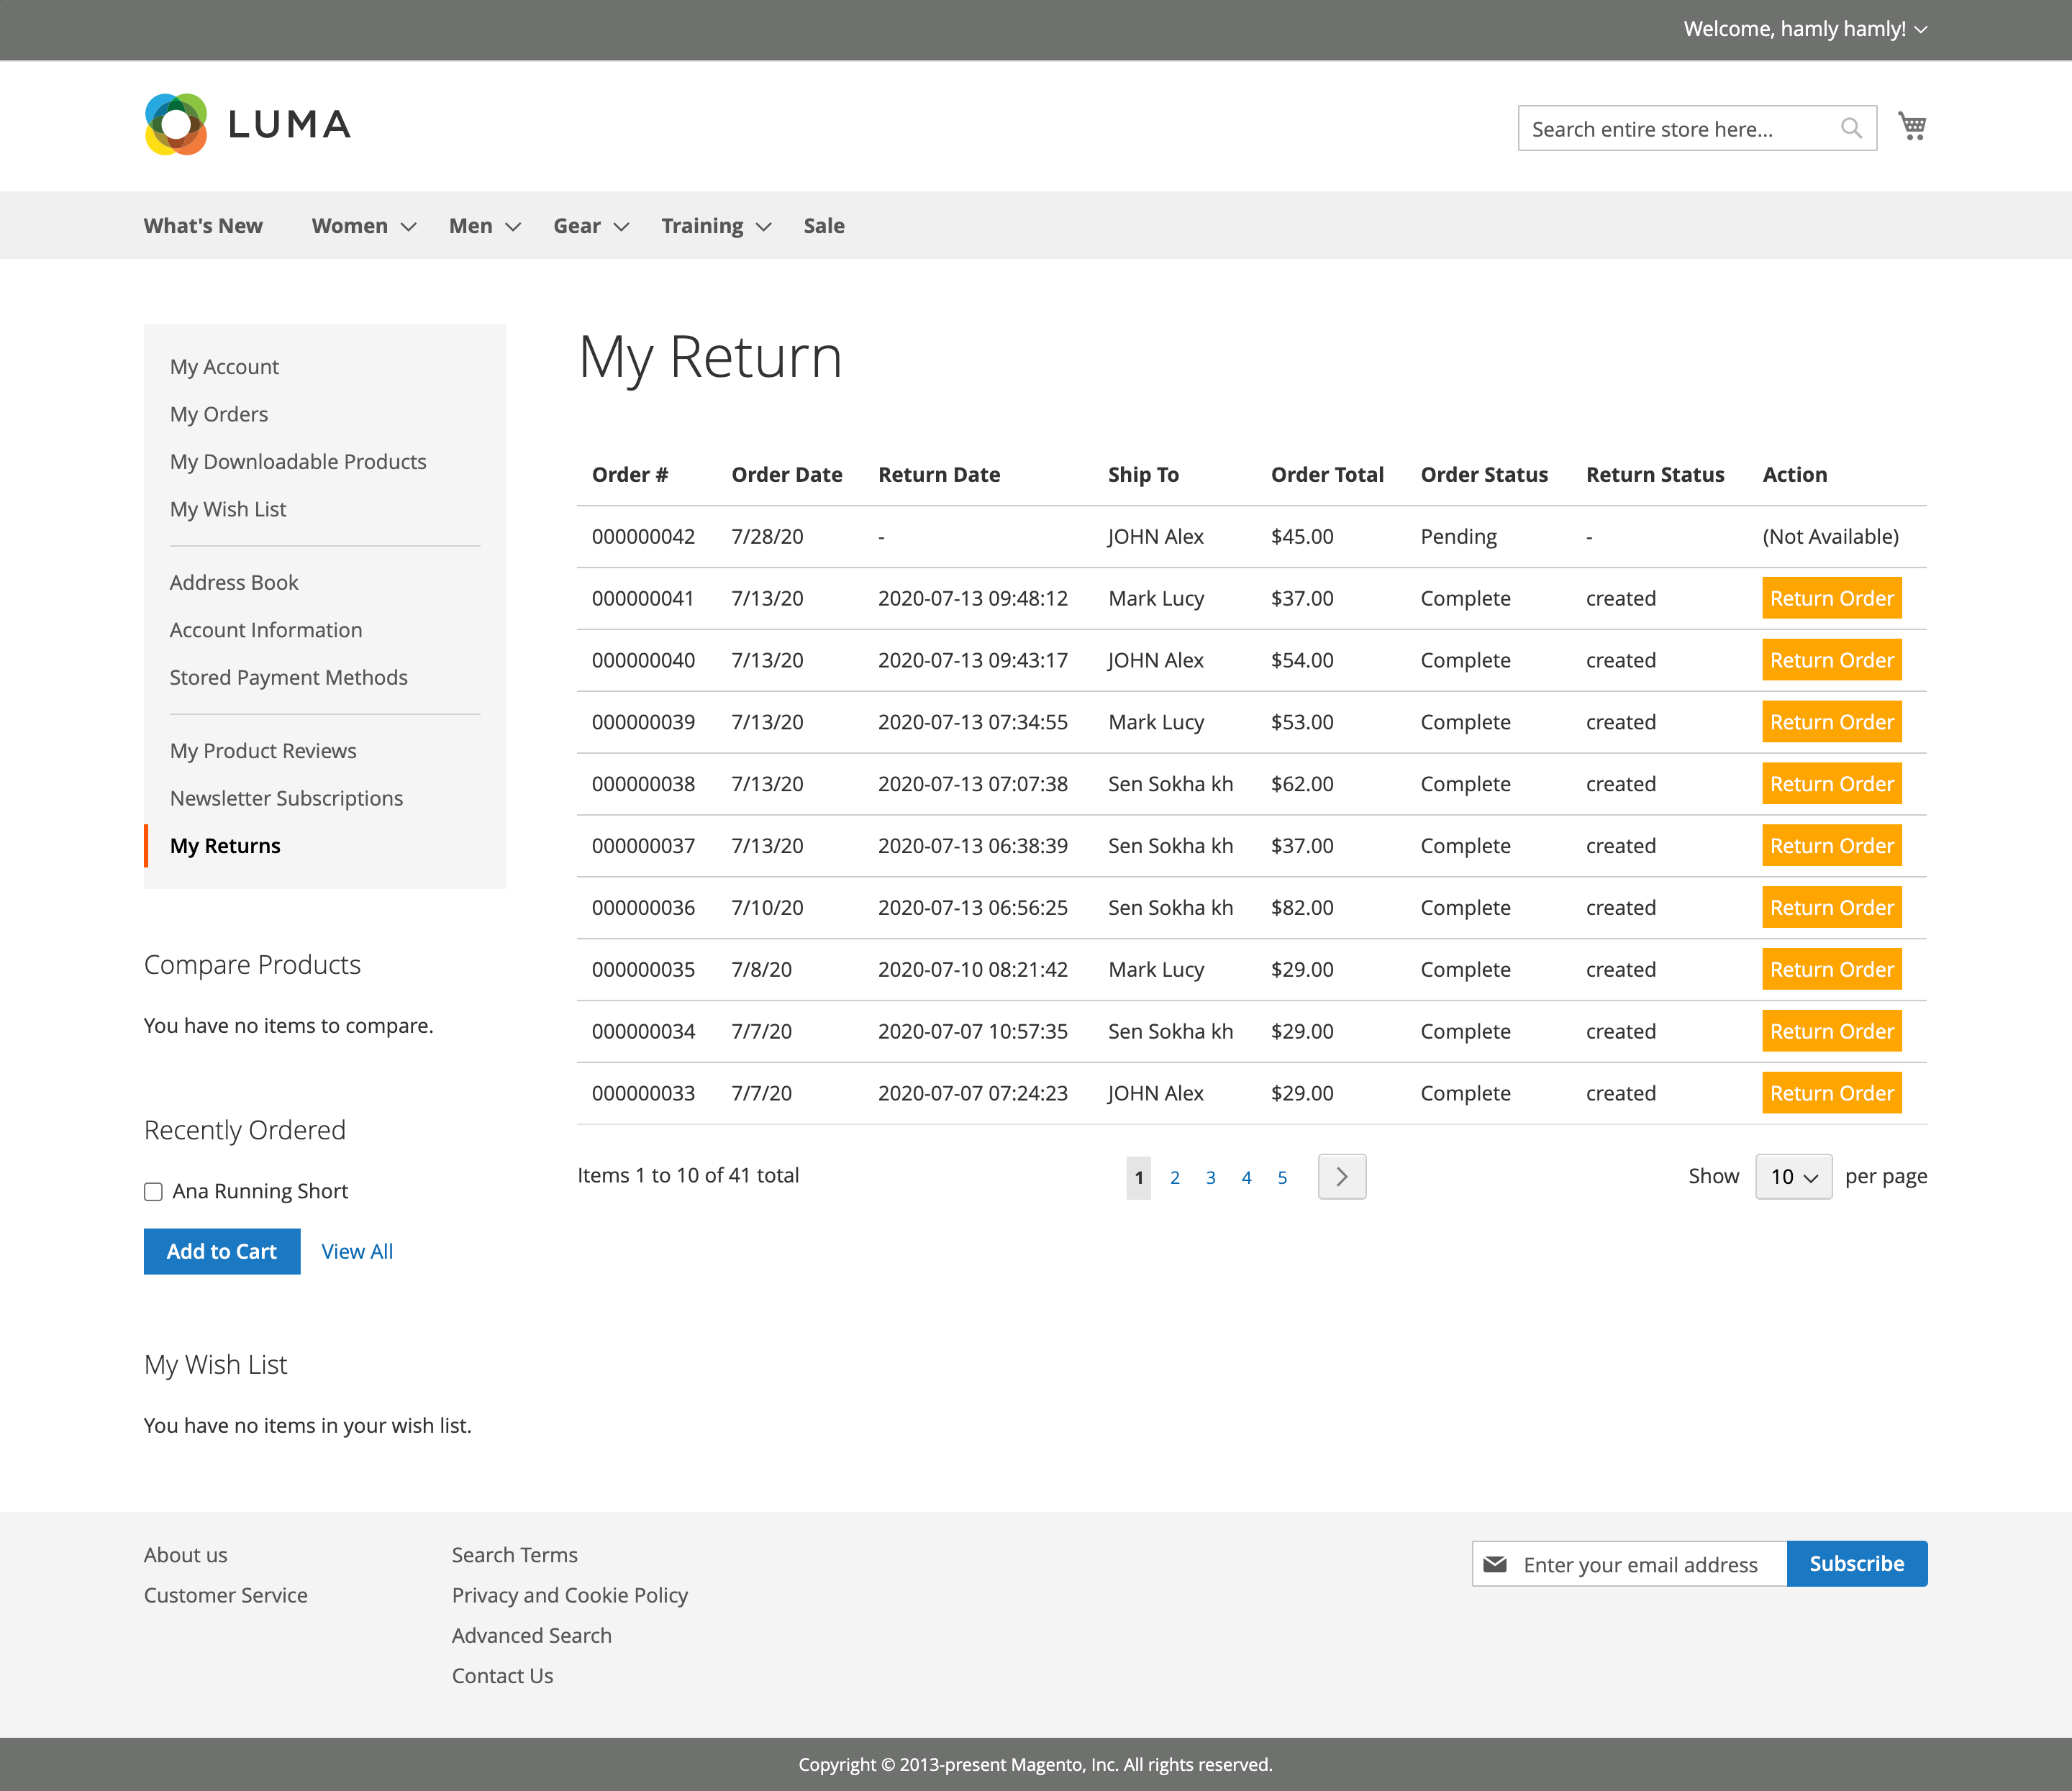 Welcome, hamly hamly!
LUMA
Search entire store here...
What's New Women Men Gear Training Sale
My Account
My Orders
My Downloadable Products
My Wish List
Address Book
Account Information
Stored Payment Methods
My Product Reviews
Newsletter Subscriptions
My Returns
Compare Products
You have no items to compare.
Recently Ordered
Ana Running Short
Add to Cart View All
My Wish List
You have no items in your wish list.
My Return
Order # Order Date Return Date Ship To Order Total Order Status Return Status Action
000000042 7/28/20 - JOHN Alex $45.00 Pending - (Not Available)
000000041 7/13/20 2020-07-13 09:48:12 Mark Lucy $37.00 Complete created Return Order
000000040 7/13/20 2020-07-13 09:43:17 JOHN Alex $54.00 Complete created Return Order
000000039 7/13/20 2020-07-13 07:34:55 Mark Lucy $53.00 Complete created Return Order
000000038 7/13/20 2020-07-13 07:07:38 Sen Sokha kh $62.00 Complete created Return Order
000000037 7/13/20 2020-07-13 06:38:39 Sen Sokha kh $37.00 Complete created Return Order
000000036 7/10/20 2020-07-13 06:56:25 Sen Sokha kh $82.00 Complete created Return Order
000000035 7/8/20 2020-07-10 08:21:42 Mark Lucy $29.00 Complete created Return Order
000000034 7/7/20 2020-07-07 10:57:35 Sen Sokha kh $29.00 Complete created Return Order
000000033 7/7/20 2020-07-07 07:24:23 JOHN Alex $29.00 Complete created Return Order
Items 1 to 10 of 41 total 1 2 3 4 5 Show 10 per page
About us
Customer Service
Search Terms
Privacy and Cookie Policy
Advanced Search
Contact Us
Enter your email address Subscribe
Copyright © 2013-present Magento, Inc. All rights reserved.